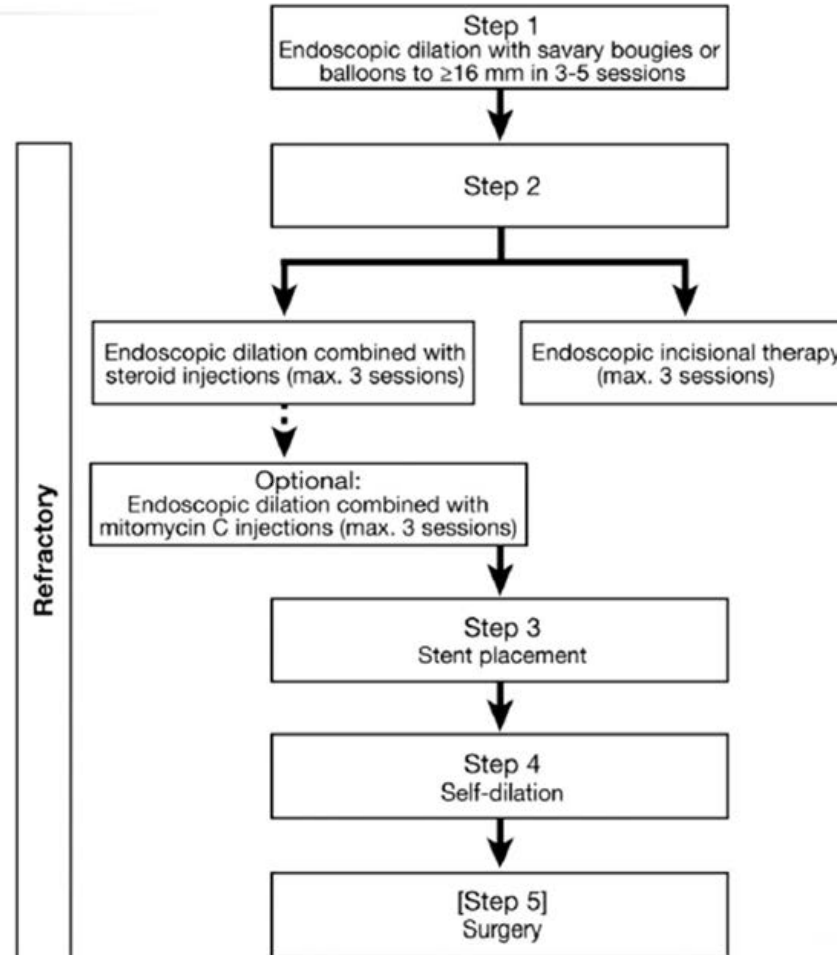 Step 1
Endoscopic dilation with savary bougies or
balloons to ≥16 mm in 3-5 sessions
Step 2
Endoscopic dilation combined with
steroid injections (max. 3 sessions)
Endoscopic incisional therapy
(max. 3 sessions)
Optional:
Endoscopic dilation combined with
mitomycin C injections (max. 3 sessions)
Refractory
Step 3
Stent placement
Step 4
Self-dilation
[Step 5]
Surgery